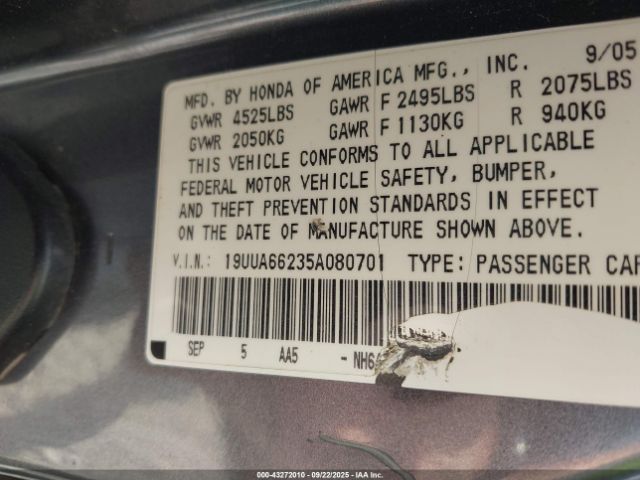 MFD. BY HONDA OF AMERICA MFG., INC. 9/05
GVWR 4525LBS GAWR F 2495LBS R 2075LBS
GVWR 2050KG GAWR F 1130KG R 940KG
THIS VEHICLE CONFORMS TO ALL APPLICABLE
FEDERAL MOTOR VEHICLE SAFETY, BUMPER,
AND THEFT PREVENTION STANDARDS IN EFFECT
ON THE DATE OF MANUFACTURE SHOWN ABOVE.
V.I.N.: 19UUA66235A080701 TYPE: PASSENGER CAR
SEP 5 AA5 -NH6
000-43272010 - 09/22/2025 - IAA Inc.